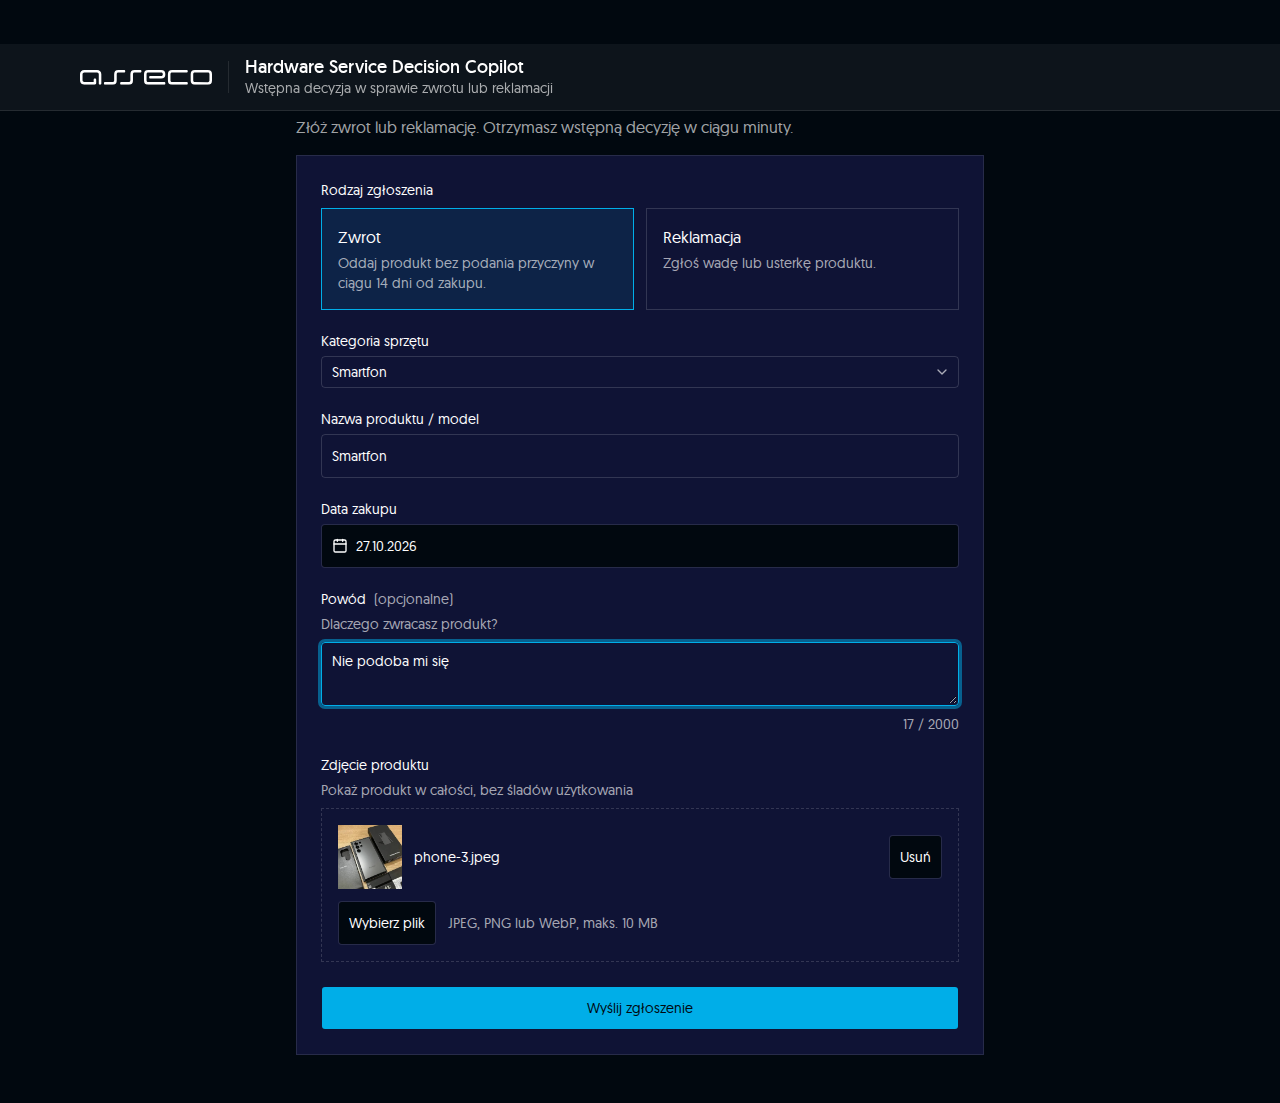 asseco
Hardware Service Decision Copilot
Wstępna decyzja w sprawie zwrotu lub reklamacji
Złóż zwrot lub reklamację. Otrzymasz wstępną decyzję w ciągu minuty.
Rodzaj zgłoszenia
Zwrot
Oddaj produkt bez podania przyczyny w
ciągu 14 dni od zakupu.
Reklamacja
Zgłoś wadę lub usterkę produktu.
Kategoria sprzętu
Smartfon
Nazwa produktu / model
Smartfon
Data zakupu
27.10.2026
Powód (opcjonalne)
Dlaczego zwracasz produkt?
Nie podoba mi się
17 / 2000
Zdjęcie produktu
Pokaż produkt w całości, bez śladów użytkowania
phone-3.jpeg
Usuń
Wybierz plik
JPEG, PNG lub WebP, maks. 10 MB
Wyślij zgłoszenie